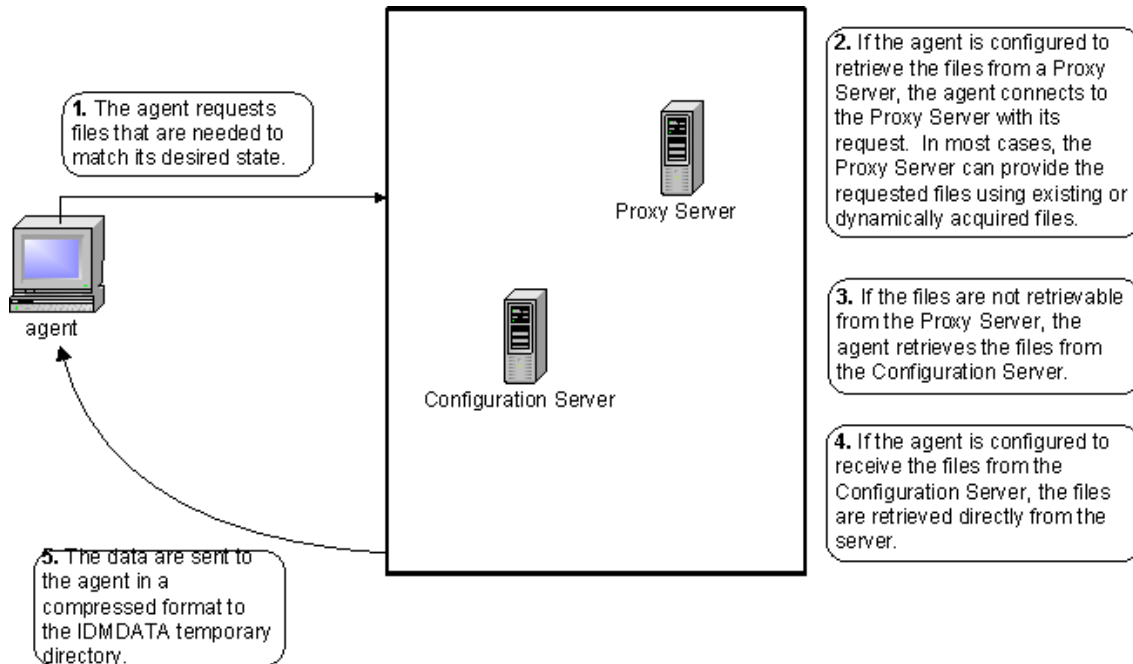 1. The agent requests
files that are needed to
match its desired state.
agent
Proxy Server
Configuration Server
2. If the agent is configured to
retrieve the files from a Proxy
Server, the agent connects to
the Proxy Server with its
request. In most cases, the
Proxy Server can provide the
requested files using existing or
dynamically acquired files.
3. If the files are not retrievable
from the Proxy Server, the
agent retrieves the files from
the Configuration Server.
4. If the agent is configured to
receive the files from the
Configuration Server, the files
are retrieved directly from the
server.
5. The data are sent to
the agent in a
compressed format to
the IDMDATA temporary
directory.